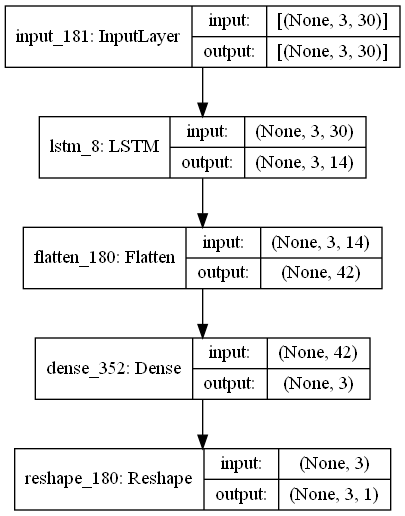 input_181: InputLayer
input: [(None, 3, 30)]
output: [(None, 3, 30)]
lstm_8: LSTM
input: (None, 3, 30)
output: (None, 3, 14)
flatten_180: Flatten
input: (None, 3, 14)
output: (None, 42)
dense_352: Dense
input: (None, 42)
output: (None, 3)
reshape_180: Reshape
input: (None, 3)
output: (None, 3, 1)